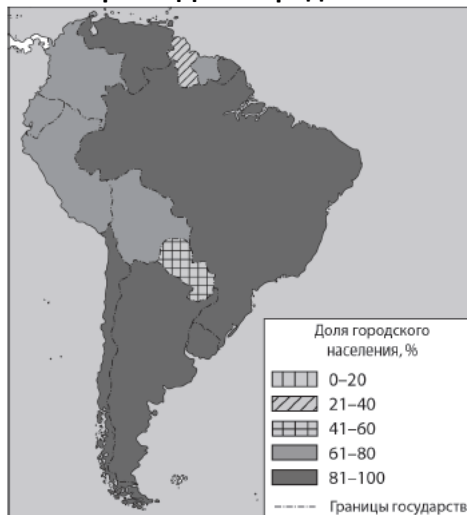 Доля городского
населения, %
0–20
21–40
41–60
61–80
81–100
Границы государств